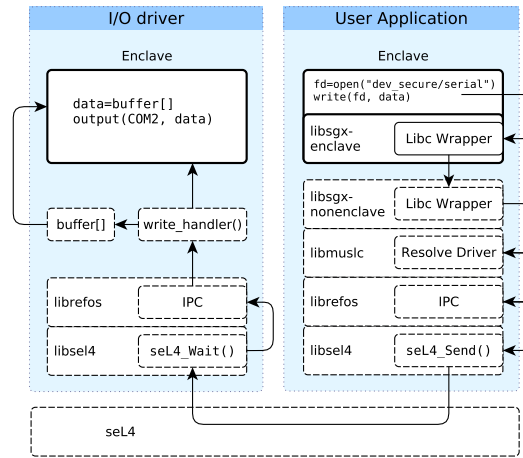 I/O driver
Enclave
data=buffer[]
output(COM2, data)
buffer[]
write_handler()
librefos
IPC
libsel4
seL4_Wait()
User Application
Enclave
fd=open("dev_secure/serial")
write(fd, data)
libsgx-
enclave
Libc Wrapper
libsgx-
nonenclave
Libc Wrapper
libmuslc
Resolve Driver
librefos
IPC
libsel4
seL4_Send()
seL4